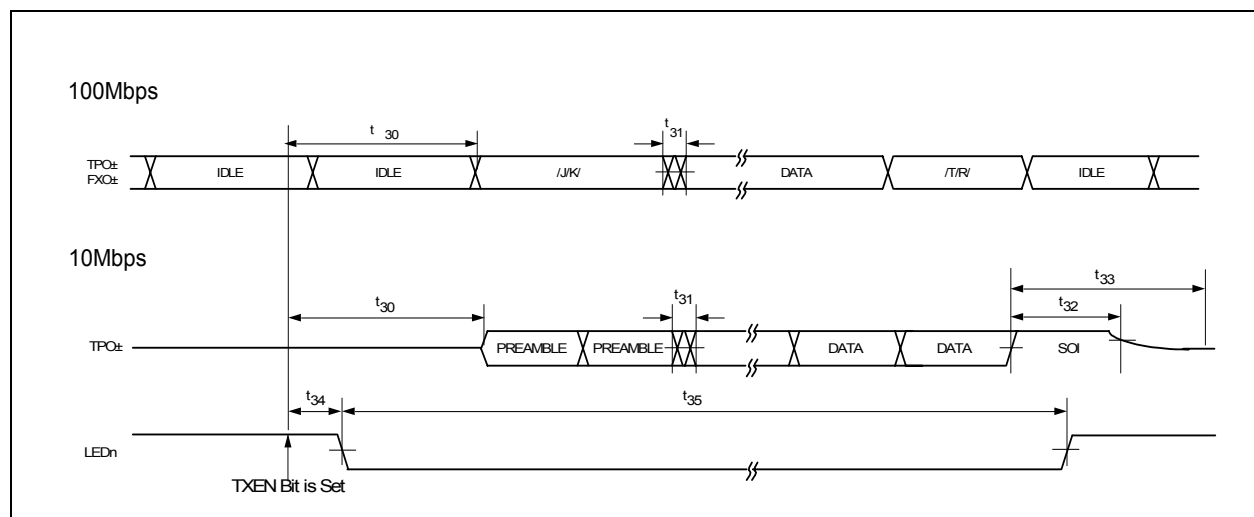 100Mbps
t 30
t31
TPO±
FXO±
IDLE
IDLE
/J/K/
DATA
/T/R/
IDLE
10Mbps
t33
t30
t31
t32
TPO±
PREAMBLE
PREAMBLE
DATA
DATA
SOI
t34
t35
LEDn
TXEN Bit is Set